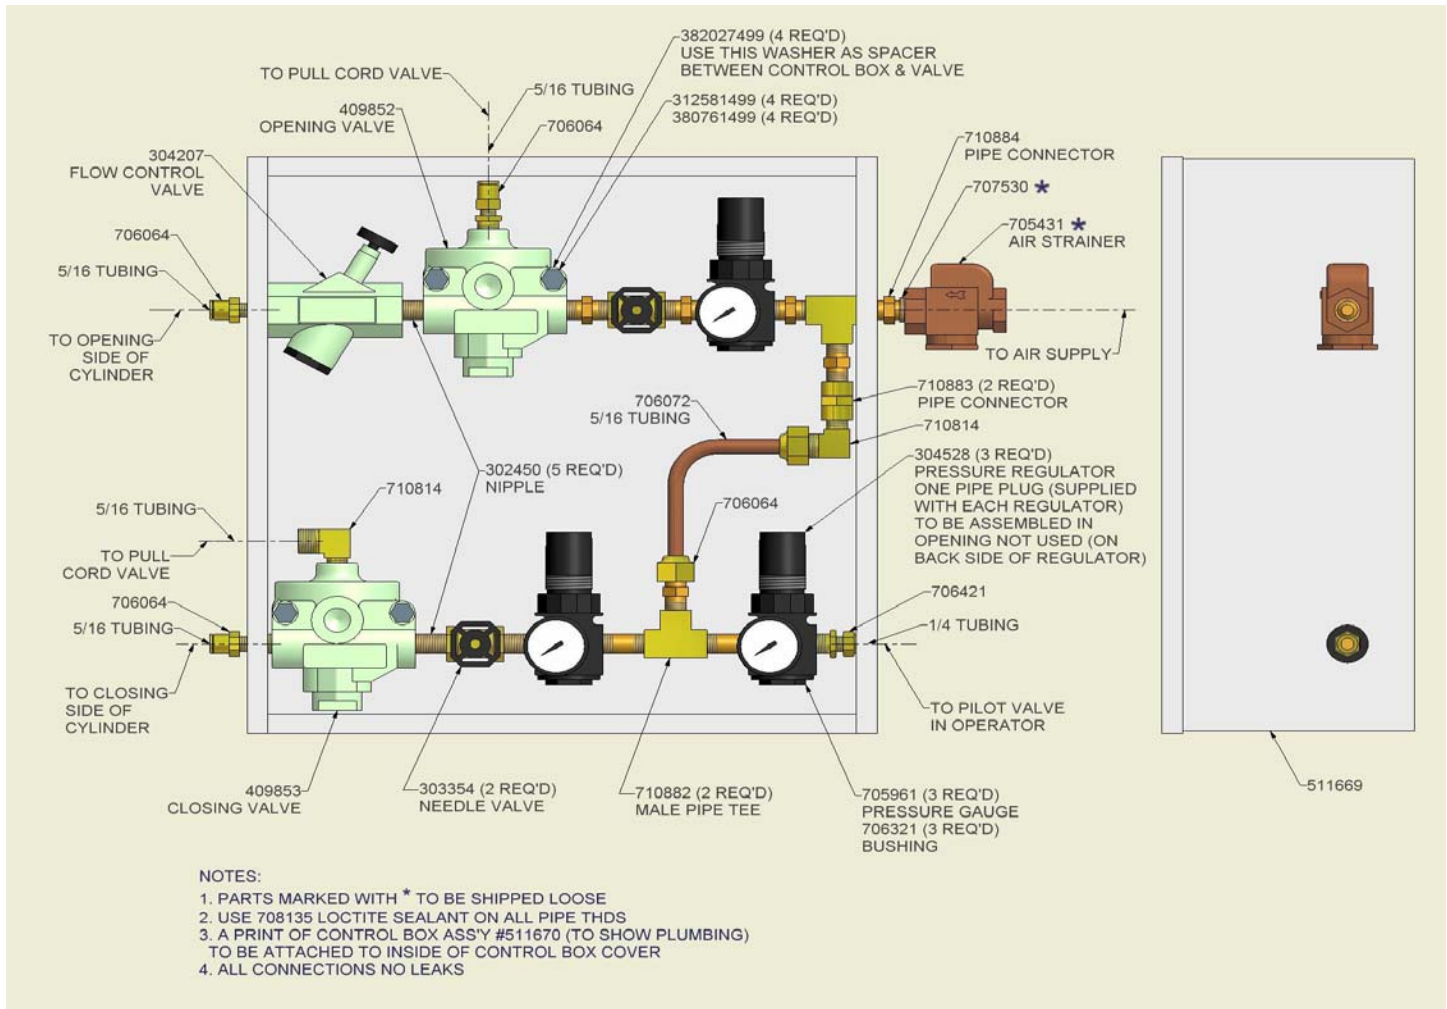 382027499 (4 REQ'D)
USE THIS WASHER AS SPACER
BETWEEN CONTROL BOX & VALVE
TO PULL CORD VALVE
5/16 TUBING
312581499 (4 REQ'D)
380761499 (4 REQ'D)
409852
OPENING VALVE
706064
710884
PIPE CONNECTOR
304207
FLOW CONTROL
VALVE
707530 *
705431 *
AIR STRAINER
706064
5/16 TUBING
TO OPENING
SIDE OF
CYLINDER
TO AIR SUPPLY
710883 (2 REQ'D)
PIPE CONNECTOR
706072
5/16 TUBING
710814
304528 (3 REQ'D)
PRESSURE REGULATOR
ONE PIPE PLUG (SUPPLIED
WITH EACH REGULATOR)
TO BE ASSEMBLED IN
OPENING NOT USED (ON
BACK SIDE OF REGULATOR)
302450 (5 REQ'D)
NIPPLE
710814
706064
5/16 TUBING
TO PULL
CORD VALVE
706064
5/16 TUBING
706421
1/4 TUBING
TO CLOSING
SIDE OF
CYLINDER
TO PILOT VALVE
IN OPERATOR
409853
CLOSING VALVE
303354 (2 REQ'D)
NEEDLE VALVE
710882 (2 REQ'D)
MALE PIPE TEE
705961 (3 REQ'D)
PRESSURE GAUGE
706321 (3 REQ'D)
BUSHING
511669
NOTES:
1. PARTS MARKED WITH * TO BE SHIPPED LOOSE
2. USE 708135 LOCTITE SEALANT ON ALL PIPE THDS
3. A PRINT OF CONTROL BOX ASS'Y #511670 (TO SHOW PLUMBING)
TO BE ATTACHED TO INSIDE OF CONTROL BOX COVER
4. ALL CONNECTIONS NO LEAKS